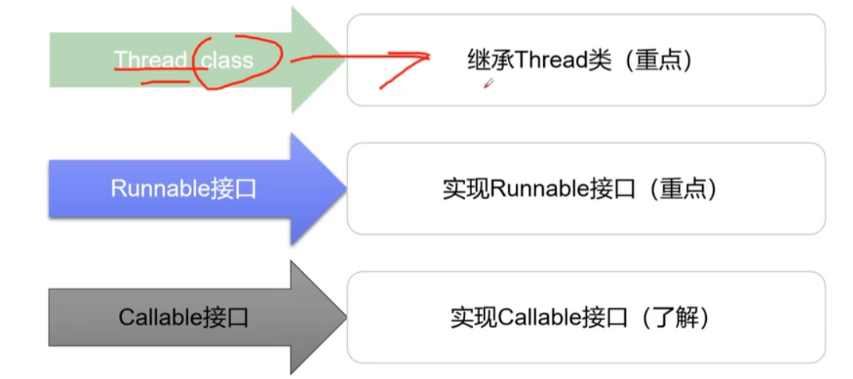 Thread class
继承Thread类（重点）
Runnable接口
实现Runnable接口（重点）
Callable接口
实现Callable接口（了解）